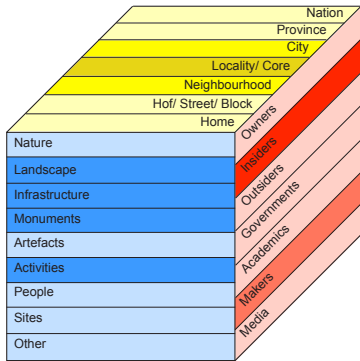 Nation
Province
City
Locality/ Core
Neighbourhood
Hof/ Street/ Block
Home
Nature
Landscape
Infrastructure
Monuments
Artefacts
Activities
People
Sites
Other
Owners
Insiders
Outsiders
Governments
Academics
Makers
Media